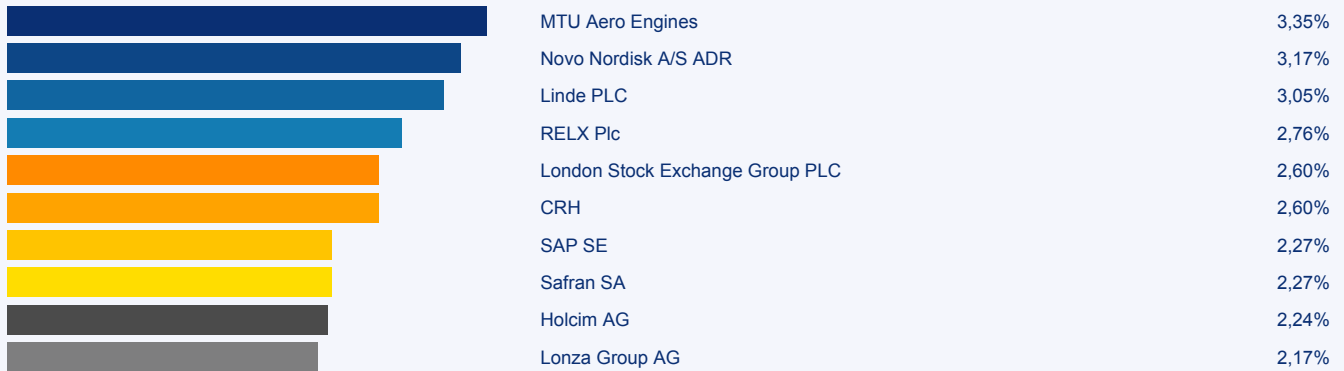 MTU Aero Engines 3,35%
Novo Nordisk A/S ADR 3,17%
Linde PLC 3,05%
RELX Plc 2,76%
London Stock Exchange Group PLC 2,60%
CRH 2,60%
SAP SE 2,27%
Safran SA 2,27%
Holcim AG 2,24%
Lonza Group AG 2,17%